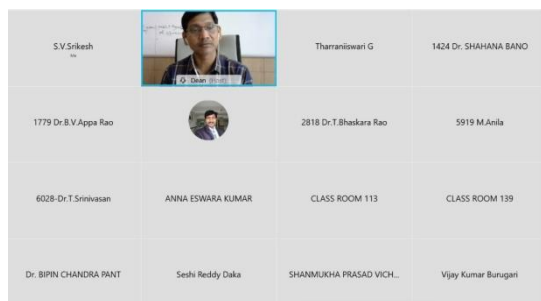 S.V.Srikesh
Me
Dean (Host)
Tharraniiswari G
1424 Dr. SHAHANA BANO
1779 Dr.B.V.Appa Rao
2818 Dr.T.Bhaskara Rao
5919 M.Anila
6028-Dr.T.Srinivasan
ANNA ESWARA KUMAR
CLASS ROOM 113
CLASS ROOM 139
Dr. BIPIN CHANDRA PANT
Seshi Reddy Daka
SHANMUKHA PRASAD VICH...
Vijay Kumar Burugari